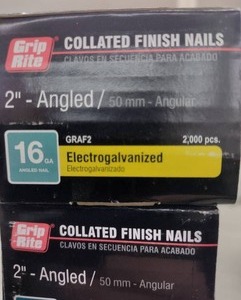 Grip Rite
COLLATED FINISH NAILS
CLAVOS EN SECUENCIA PARA ACABADO
2" - Angled / 50 mm - Angular
16 GA
ANGLED NAIL
GRAF2
2,000 pcs.
Electrogalvanized
Electrogalvanizado
Grip Rite
COLLATED FINISH NAILS
CLAVOS EN SECUENCIA PARA ACABADO
2" - Angled / 50 mm - Angular